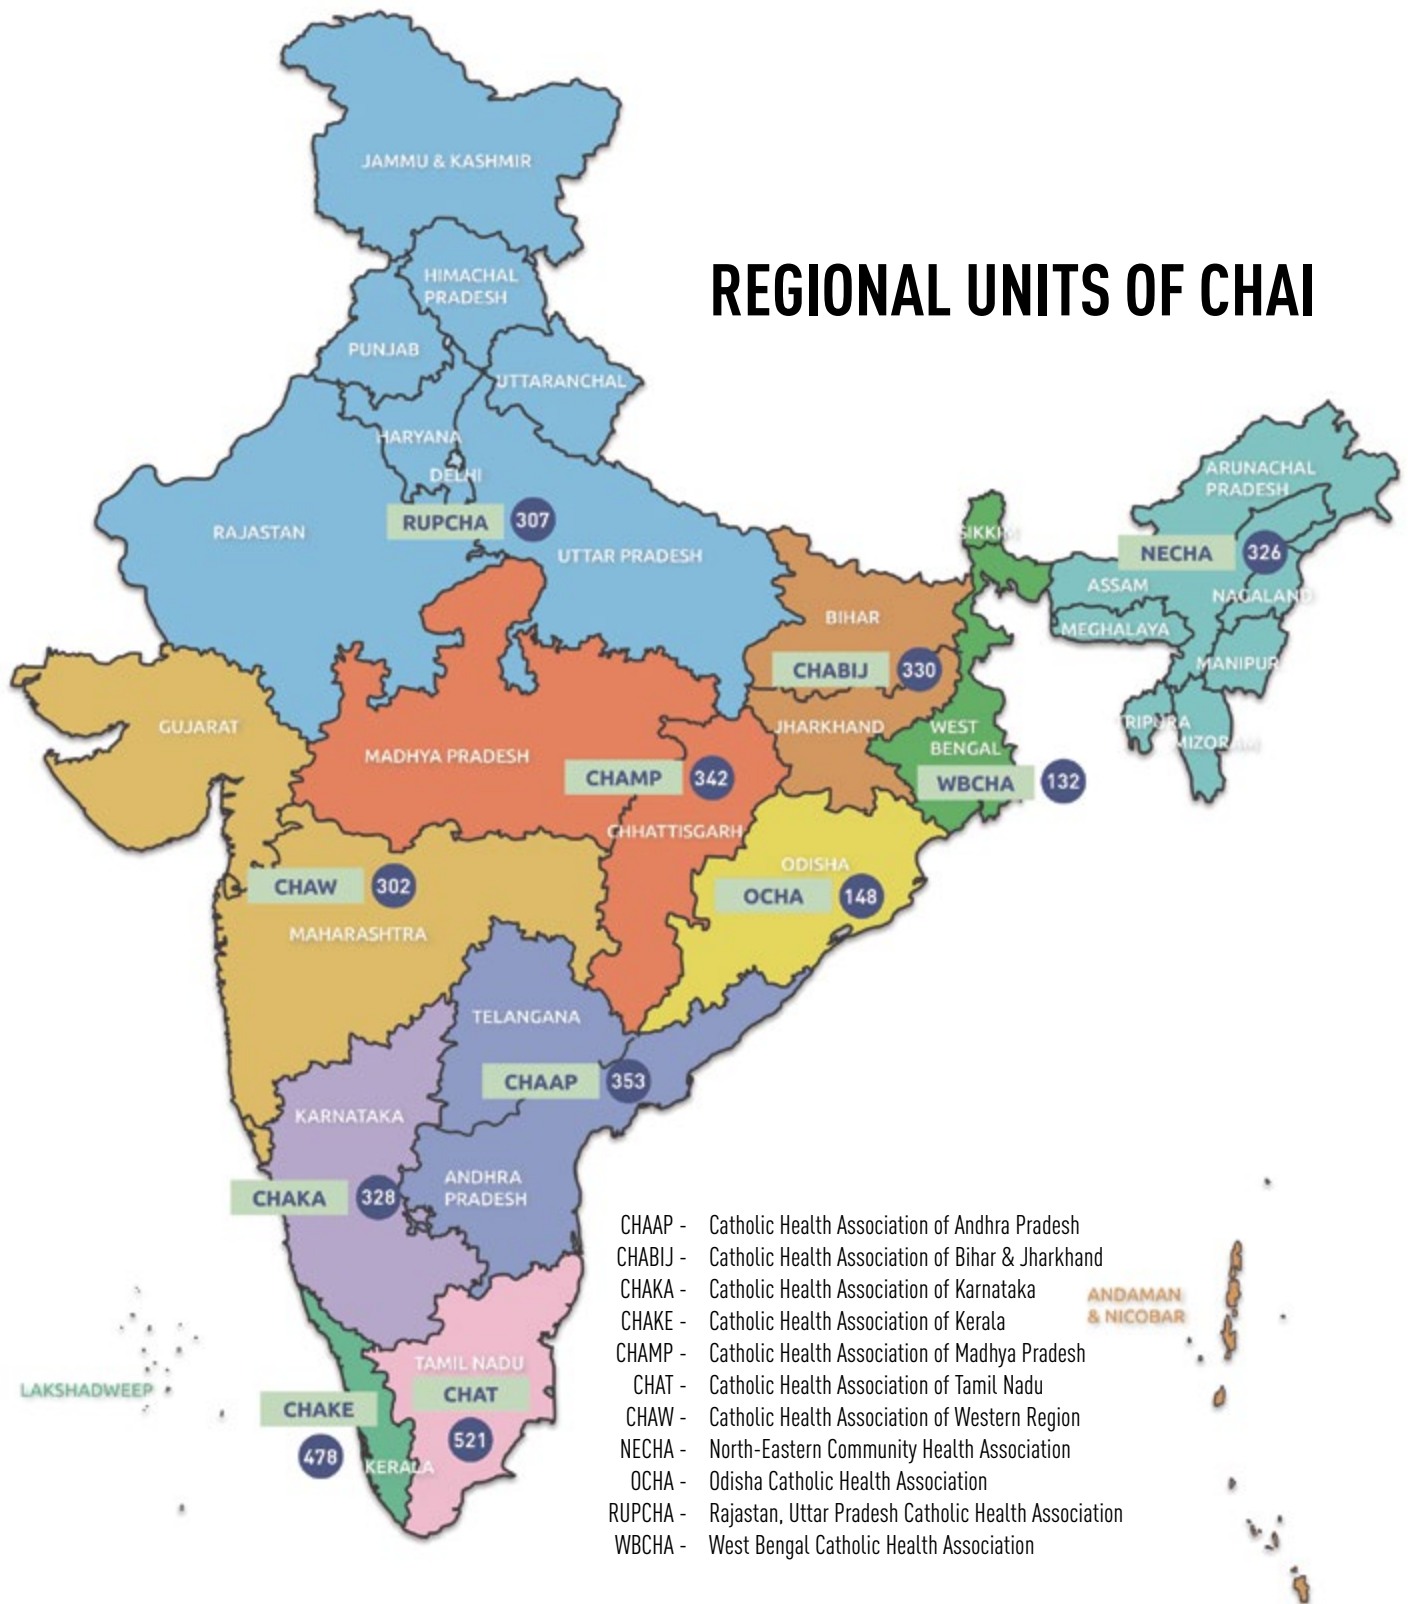 JAMMU & KASHMIR
HIMACHAL
PRADESH
REGIONAL UNITS OF CHAI
PUNJAB
UTTARANCHAL
HARYANA
DELHI
ARUNACHAL
PRADESH
RAJASTAN
RUPCHA 307
UTTAR PRADESH
SIKKIM
NECHA 326
ASSAM
NAGALAND
BIHAR
MEGHALAYA
CHABIJ 330
MANIPUR
GUJARAT
JHARKHAND
WEST
BENGAL
TRIPURA
MIZORAM
MADHYA PRADESH
CHAMP 342
WBCHA 132
CHHATTISGARH
ODISHA
CHAW 302
OCHA 148
MAHARASHTRA
TELANGANA
CHAAP 353
KARNATAKA
ANDHRA
PRADESH
CHAKA 328
CHAAP - Catholic Health Association of Andhra Pradesh
CHABIJ - Catholic Health Association of Bihar & Jharkhand
CHAKA - Catholic Health Association of Karnataka
CHAKE - Catholic Health Association of Kerala
CHAMP - Catholic Health Association of Madhya Pradesh
CHAT - Catholic Health Association of Tamil Nadu
CHAW - Catholic Health Association of Western Region
NECHA - North-Eastern Community Health Association
OCHA - Odisha Catholic Health Association
RUPCHA - Rajastan, Uttar Pradesh Catholic Health Association
WBCHA - West Bengal Catholic Health Association
ANDAMAN
& NICOBAR
TAMIL NADU
CHAT
521
LAKSHADWEEP
CHAKE
478
KERALA